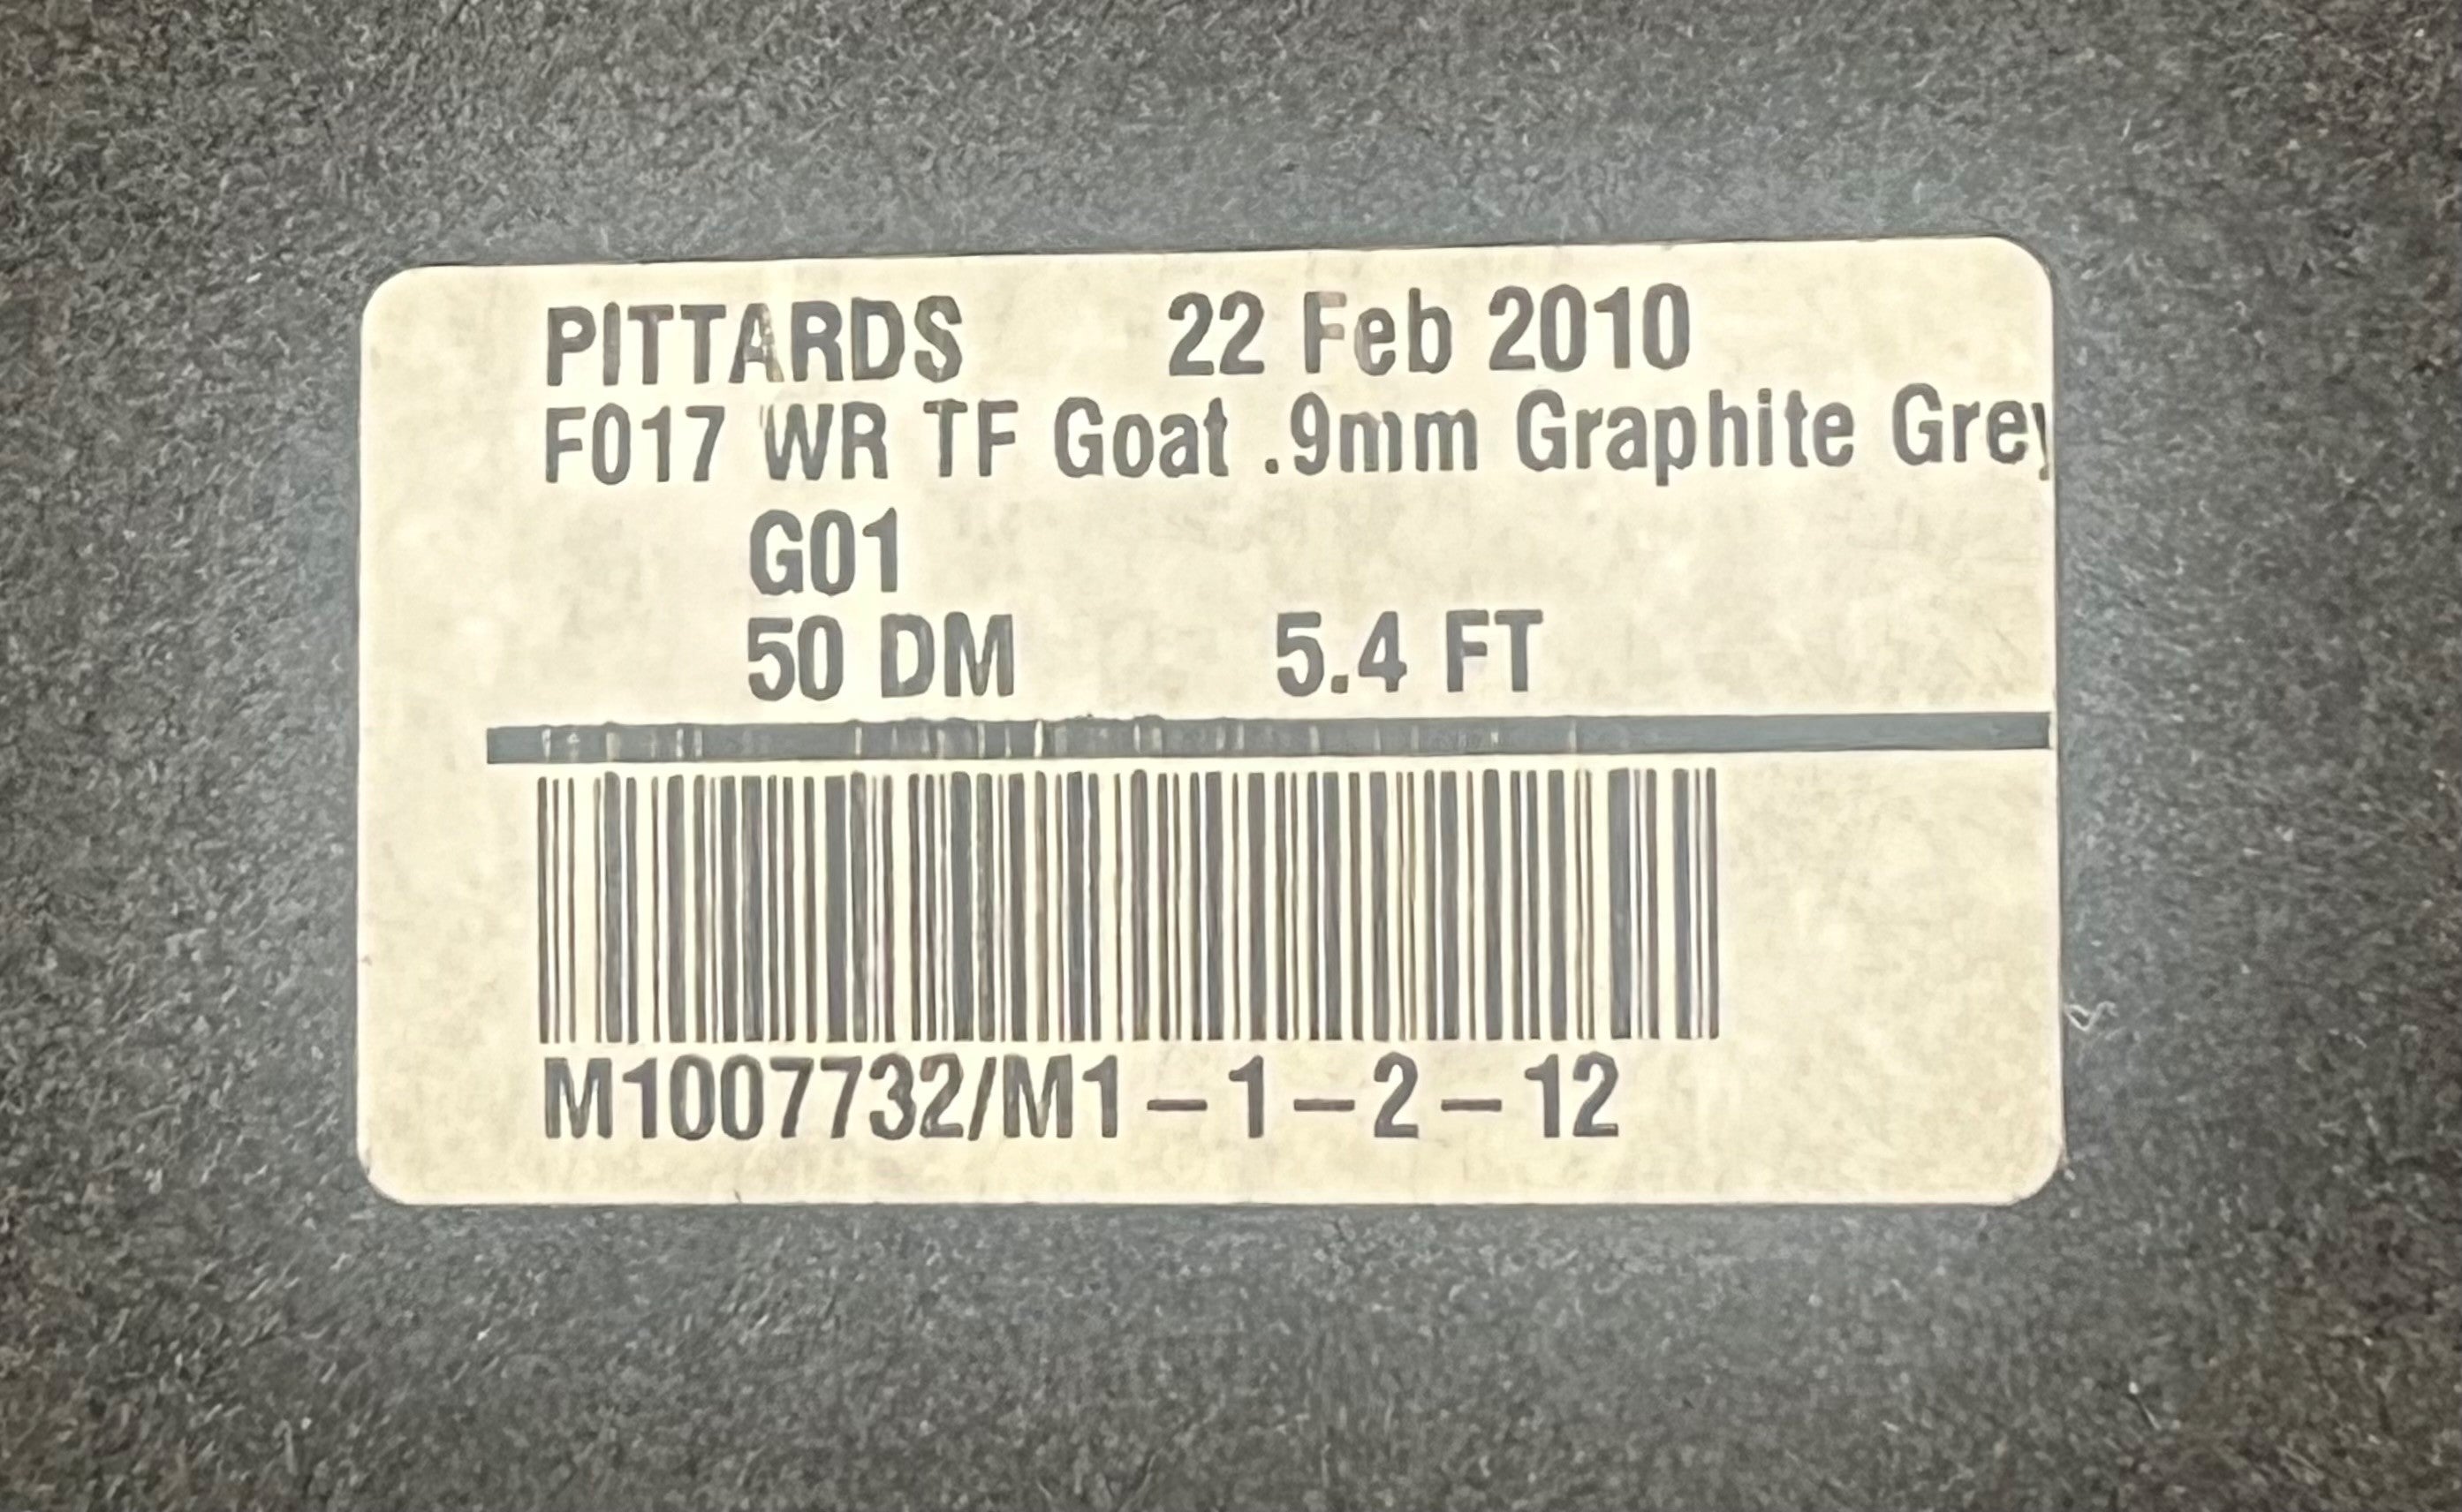 PITTARDS 22 Feb 2010
F017 WR TF Goat .9mm Graphite Grey
G01
50 DM 5.4 FT
M1007732/M1-1-2-12